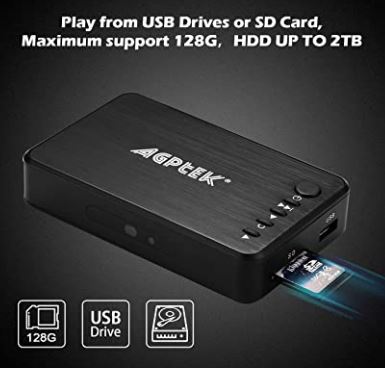 Play from USB Drives or SD Card,
Maximum support 128G, HDD UP TO 2TB
AGPtEK®
128G
USB
Drive